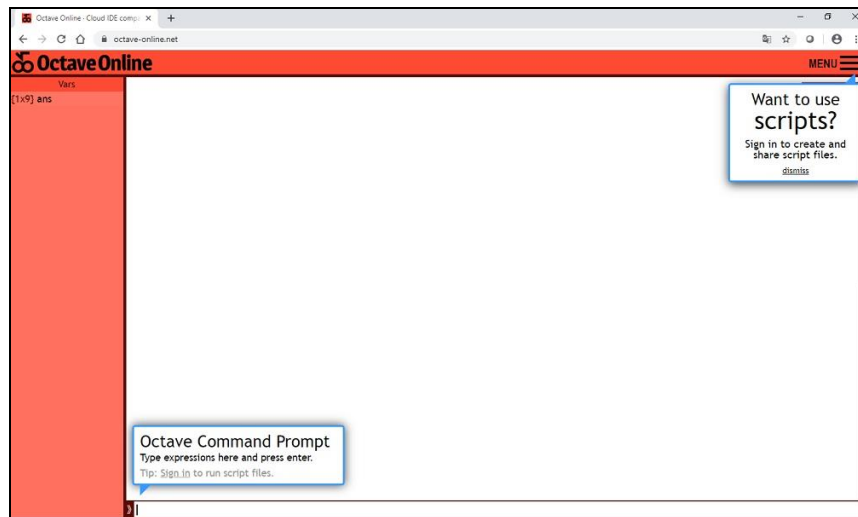 Octave Online · Cloud IDE comp
octave-online.net
Octave Online
MENU
Vars
[1x9] ans
Want to use
scripts?
Sign in to create and
share script files.
dismiss
Octave Command Prompt
Type expressions here and press enter.
Tip: Sign in to run script files.